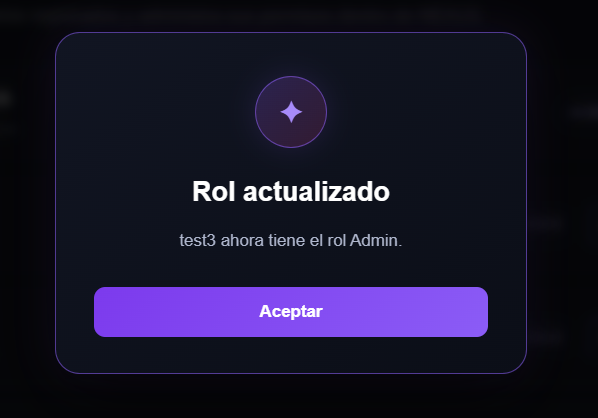 Rol actualizado
test3 ahora tiene el rol Admin.
Aceptar